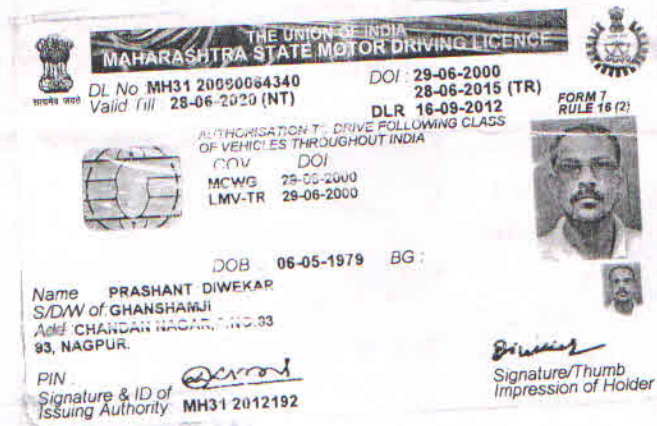 THE UNION OF INDIA
MAHARASHTRA STATE MOTOR DRIVING LICENCE
सत्यमेव जयते
DL No MH31 20080064340 DOI : 29-06-2000
Valid Till 28-06-2020 (NT) 28-06-2015 (TR)
DLR 16-09-2012
FORM 7
RULE 16 (2)
AUTHORISATION TO DRIVE FOLLOWING CLASS
OF VEHICLES THROUGHOUT INDIA
COV DOI
MCWG 29-06-2000
LMV-TR 29-06-2000
DOB 06-05-1979 BG :
Name PRASHANT DIWEKAR
S/D/W of GHANSHAMJI
Add CHANDAN NAGAR,
93, NAGPUR.
PIN
Signature & ID of
Issuing Authority MH31 2012192
Signature/Thumb
Impression of Holder